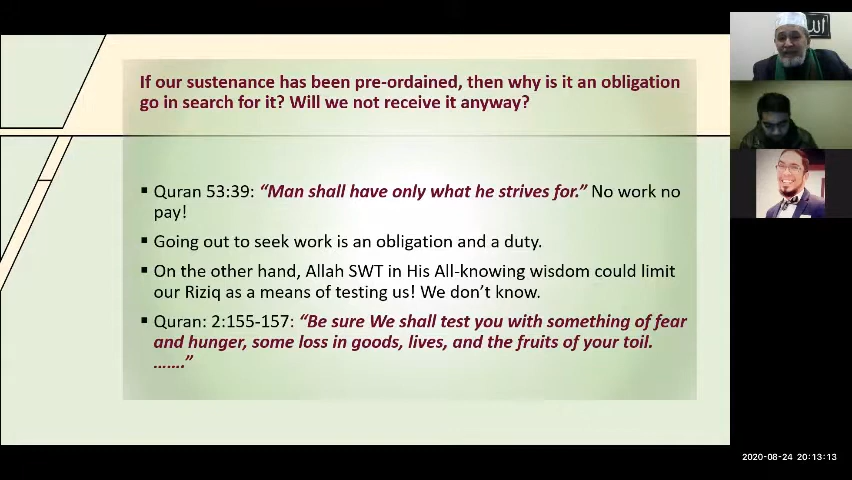 If our sustenance has been pre-ordained, then why is it an obligation
go in search for it? Will we not receive it anyway?
▪ Quran 53:39: “Man shall have only what he strives for.” No work no
pay!
▪ Going out to seek work is an obligation and a duty.
▪ On the other hand, Allah SWT in His All-knowing wisdom could limit
our Riziq as a means of testing us! We don’t know.
▪ Quran: 2:155-157: “Be sure We shall test you with something of fear
and hunger, some loss in goods, lives, and the fruits of your toil.
…….”
الله
2020-08-24 20:13:13